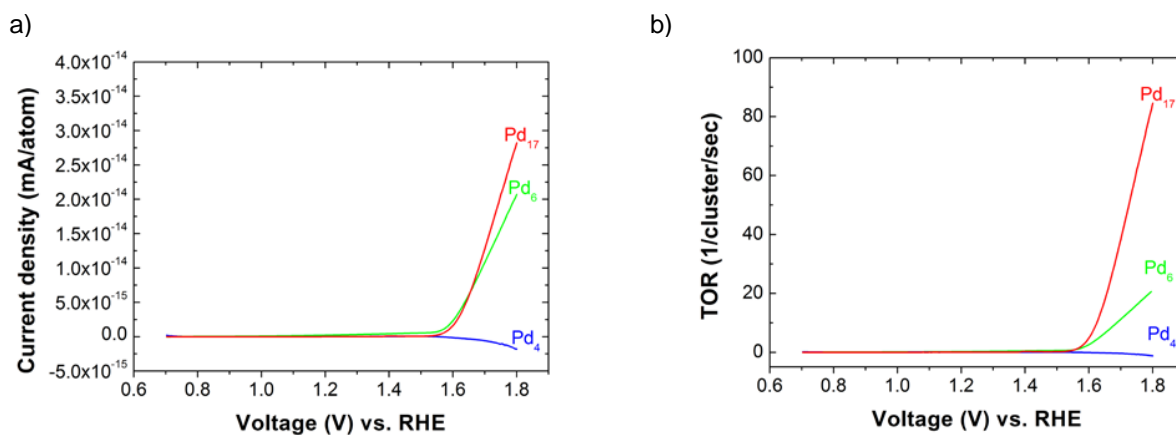 a)
Current density (mA/atom)
4.0x10⁻¹⁴
3.5x10⁻¹⁴
3.0x10⁻¹⁴
2.5x10⁻¹⁴
2.0x10⁻¹⁴
1.5x10⁻¹⁴
1.0x10⁻¹⁴
5.0x10⁻¹⁵
0.0
-5.0x10⁻¹⁵
Pd₁₇
Pd₆
Pd₄
0.6 0.8 1.0 1.2 1.4 1.6 1.8
Voltage (V) vs. RHE
b)
TOR (1/cluster/sec)
100
80
60
40
20
0
Pd₁₇
Pd₆
Pd₄
0.6 0.8 1.0 1.2 1.4 1.6 1.8
Voltage (V) vs. RHE